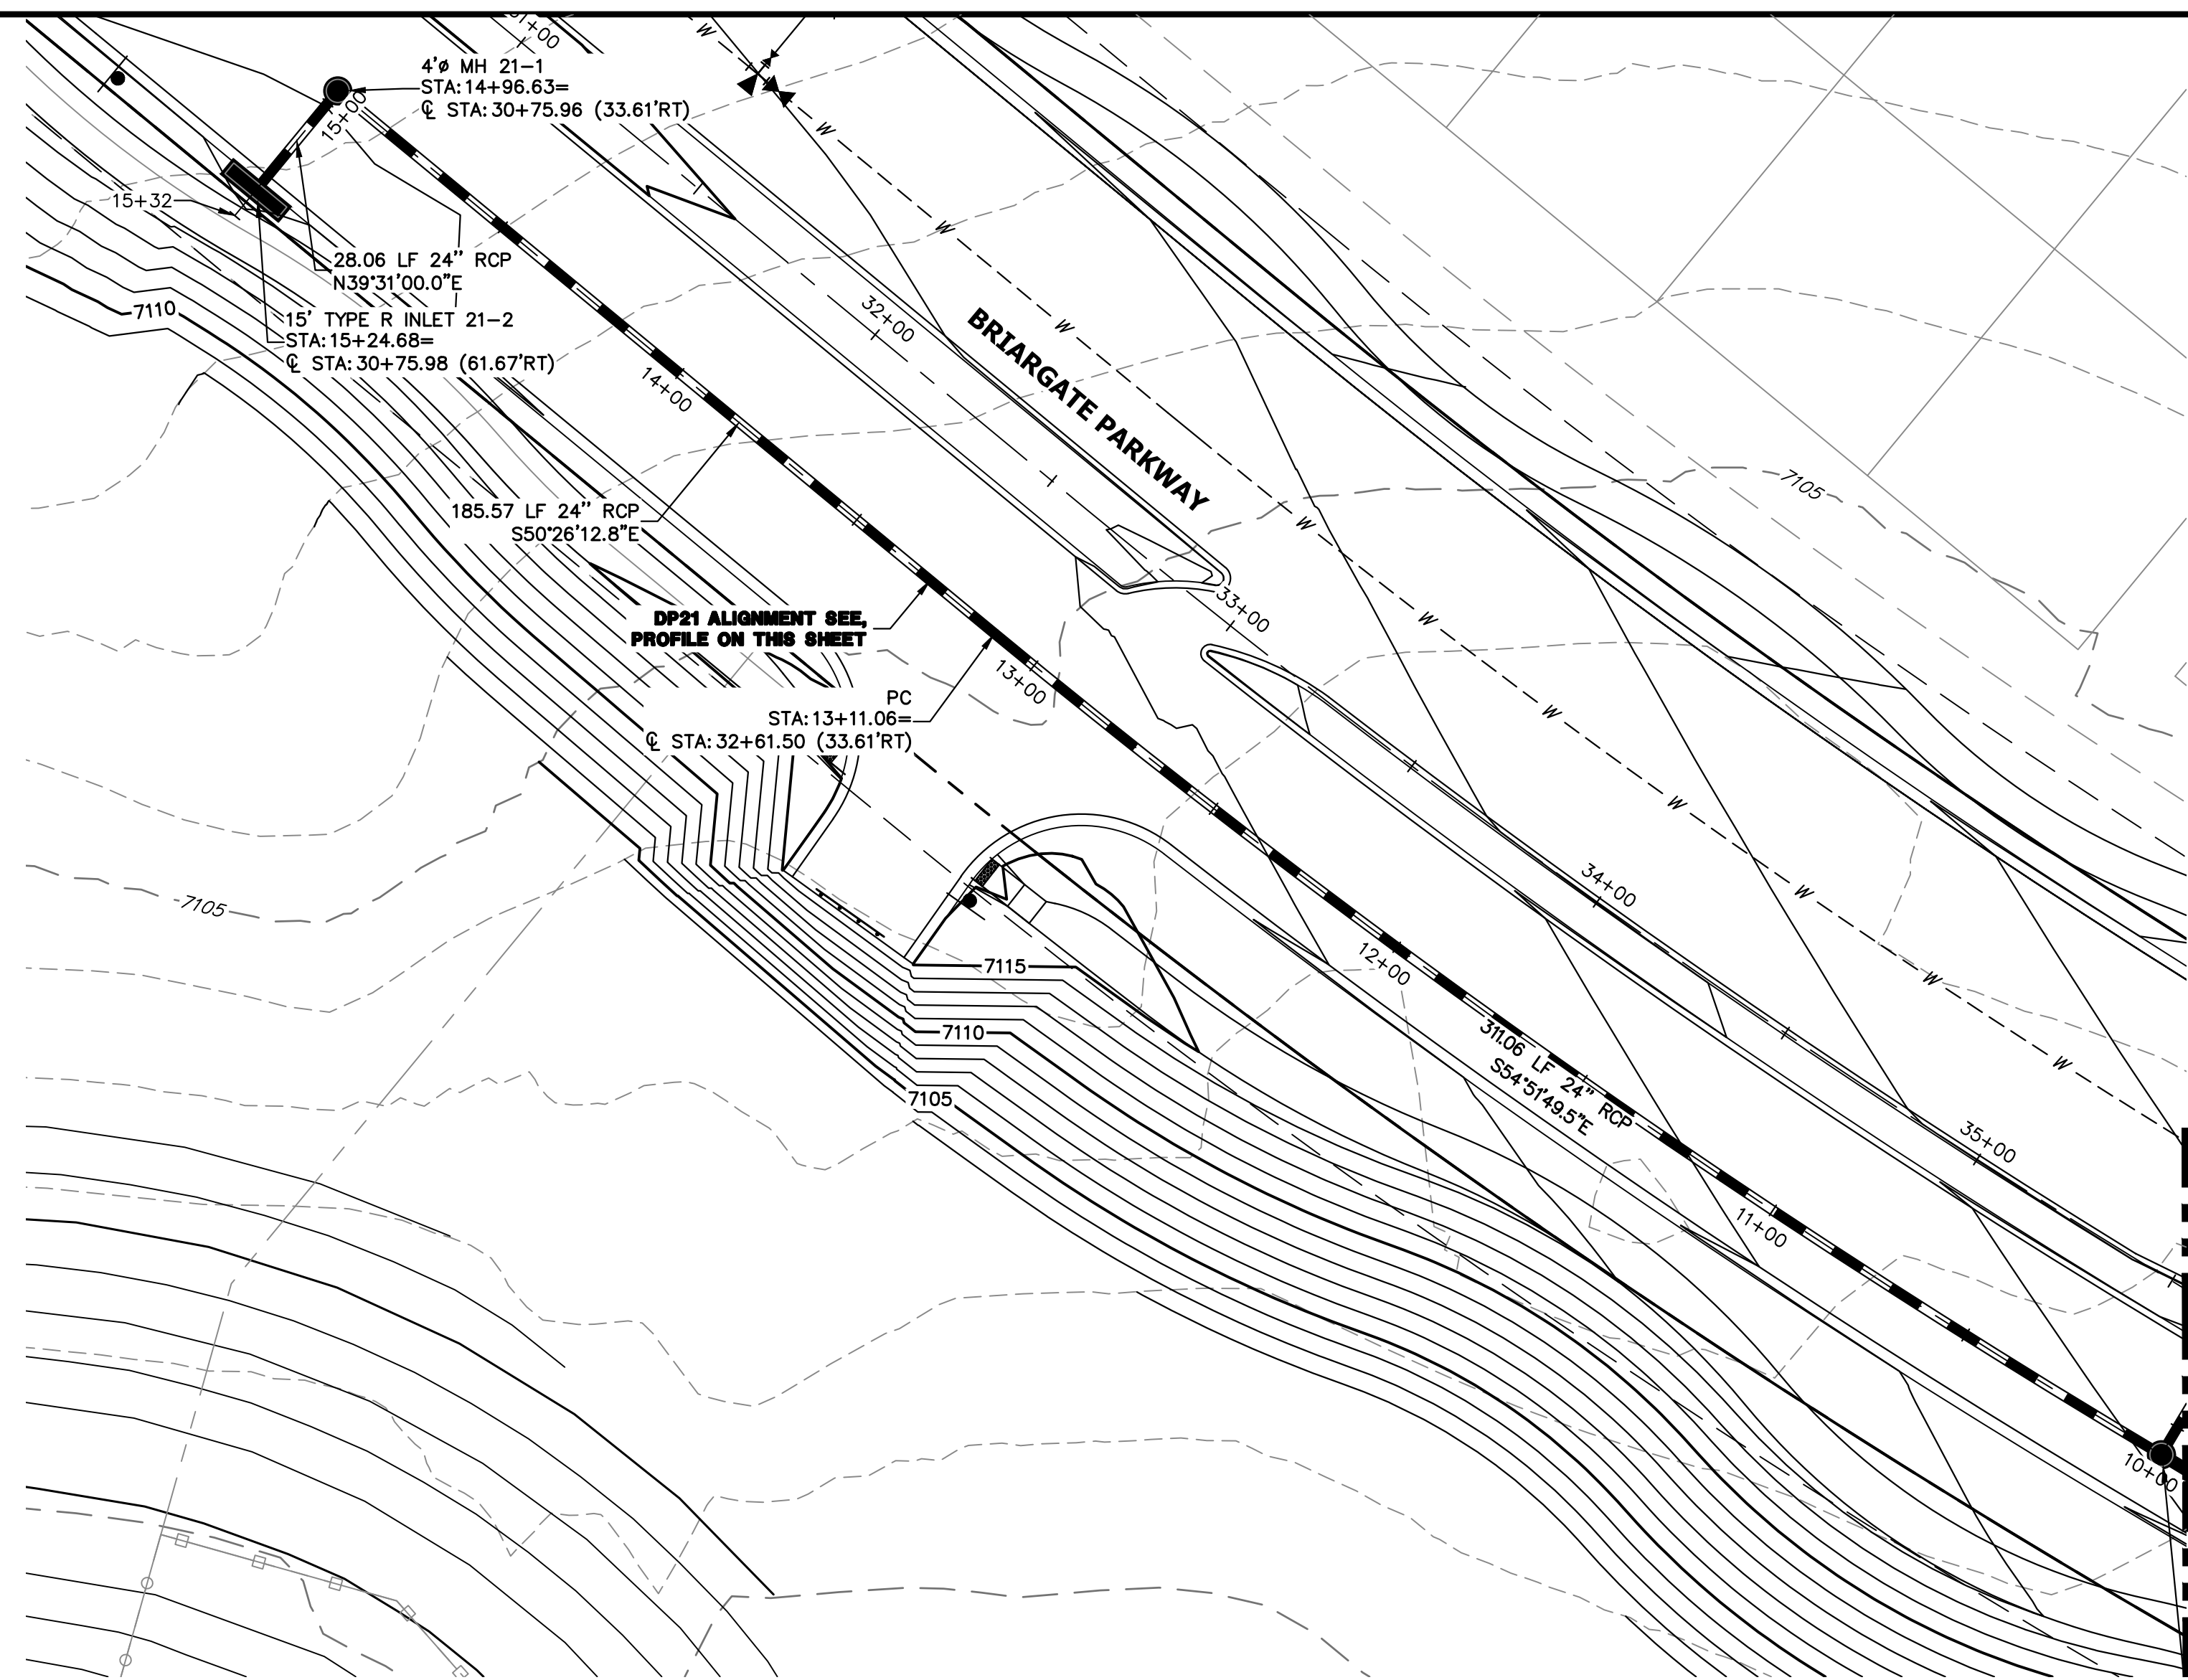 4'ø MH 21-1
STA:14+96.63=
℄ STA:30+75.96 (33.61'RT)
15+00
15+32
28.06 LF 24" RCP
N39°31'00.0"E
7110
15' TYPE R INLET 21-2
STA:15+24.68=
℄ STA:30+75.98 (61.67'RT)
W
W
W
W
32+00
BRIARGATE PARKWAY
14+00
185.57 LF 24" RCP
S50°26'12.8"E
7105
W
DP21 ALIGNMENT SEE,
PROFILE ON THIS SHEET
33+00
W
13+00
PC
STA:13+11.06=
℄ STA:32+61.50 (33.61'RT)
W
W
7105
34+00
W
7115
12+00
W
7110
311.06 LF 24" RCP
S54°51'49.5"E
W
7105
35+00
11+00
10+00